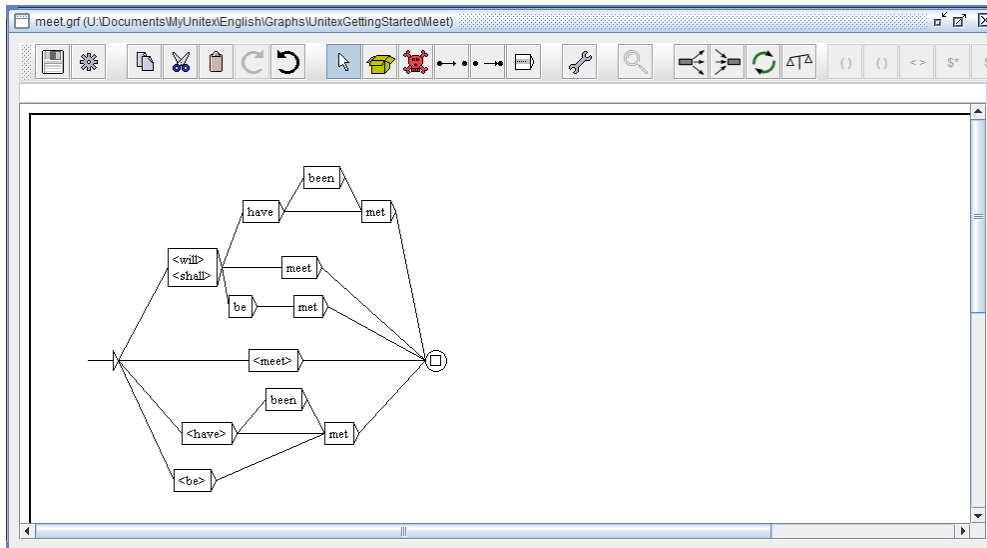 meet.grf (U:\Documents\MyUnitex\English\Graphs\UnitexGettingStarted\Meet)
( ) ( ) < > $*
been
have met
<will>
<shall>
meet
be met
<meet>
been
<have> met
<be>